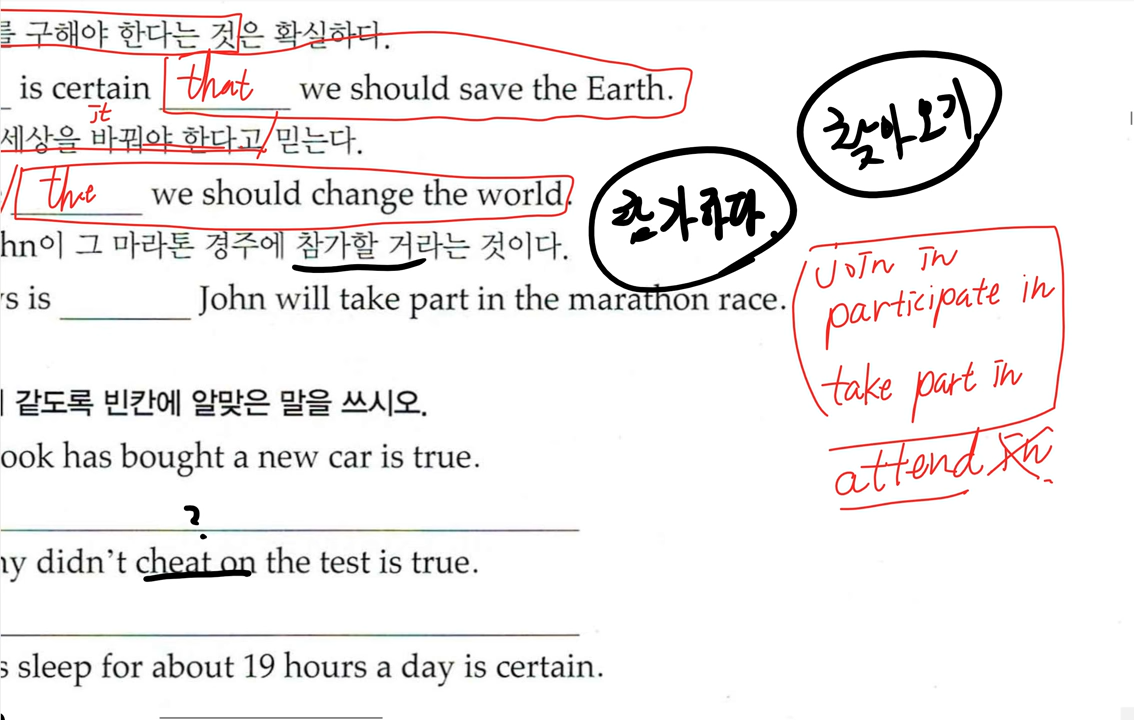 를 구해야 한다는 것은 확실하다.
is certain that we should save the Earth.
it
세상을 바꿔야 한다고 믿는다.
the we should change the world.
찾아오기
참가하다.
hn이 그 마라톤 경주에 참가할 거라는 것이다.
s is ________ John will take part in the marathon race.
join in
participate in
take part in
attend in
같도록 빈칸에 알맞은 말을 쓰시오.
ook has bought a new car is true.
?
ny didn't cheat on the test is true.
s sleep for about 19 hours a day is certain.